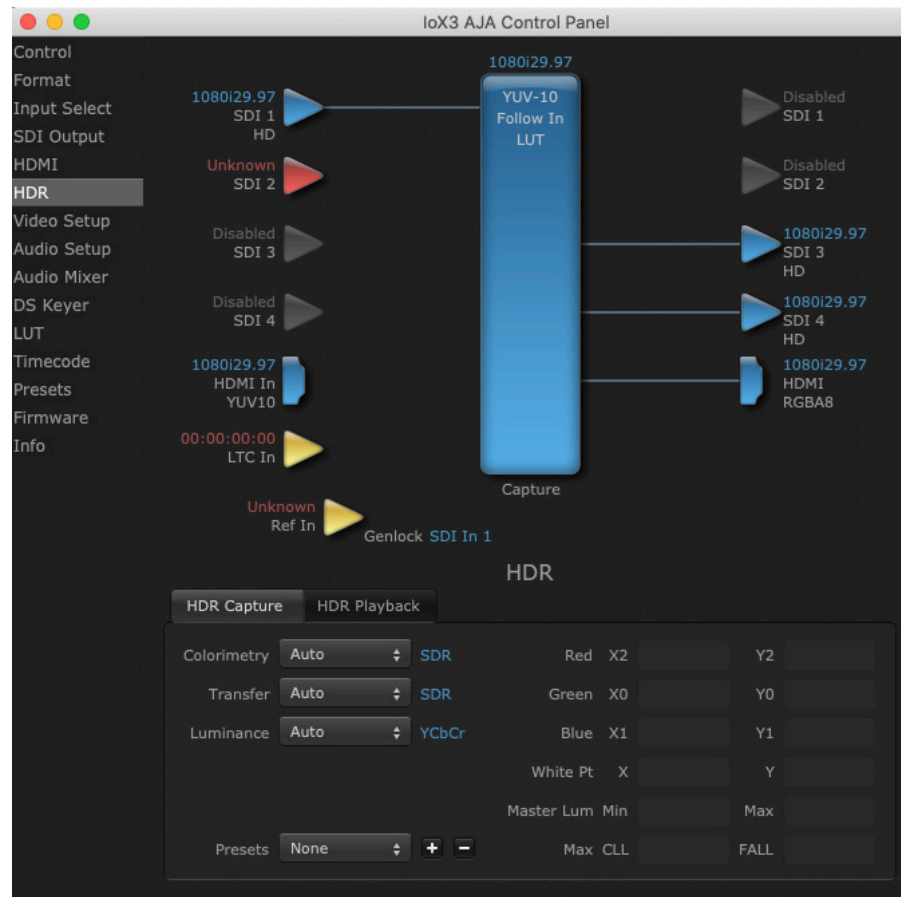 IoX3 AJA Control Panel
Control
Format
Input Select
SDI Output
HDMI
HDR
Video Setup
Audio Setup
Audio Mixer
DS Keyer
LUT
Timecode
Presets
Firmware
Info
1080i29.97
SDI 1
HD
Unknown
SDI 2
Disabled
SDI 3
Disabled
SDI 4
1080i29.97
HDMI In
YUV10
00:00:00:00
LTC In
Unknown
Ref In
Genlock SDI In 1
1080i29.97
YUV-10
Follow In
LUT
Capture
Disabled
SDI 1
Disabled
SDI 2
1080i29.97
SDI 3
HD
1080i29.97
SDI 4
HD
1080i29.97
HDMI
RGBA8
HDR
HDR Capture HDR Playback
Colorimetry Auto SDR Red X2 Y2
Transfer Auto SDR Green X0 Y0
Luminance Auto YCbCr Blue X1 Y1
White Pt X Y
Master Lum Min Max
Presets None + - Max CLL FALL